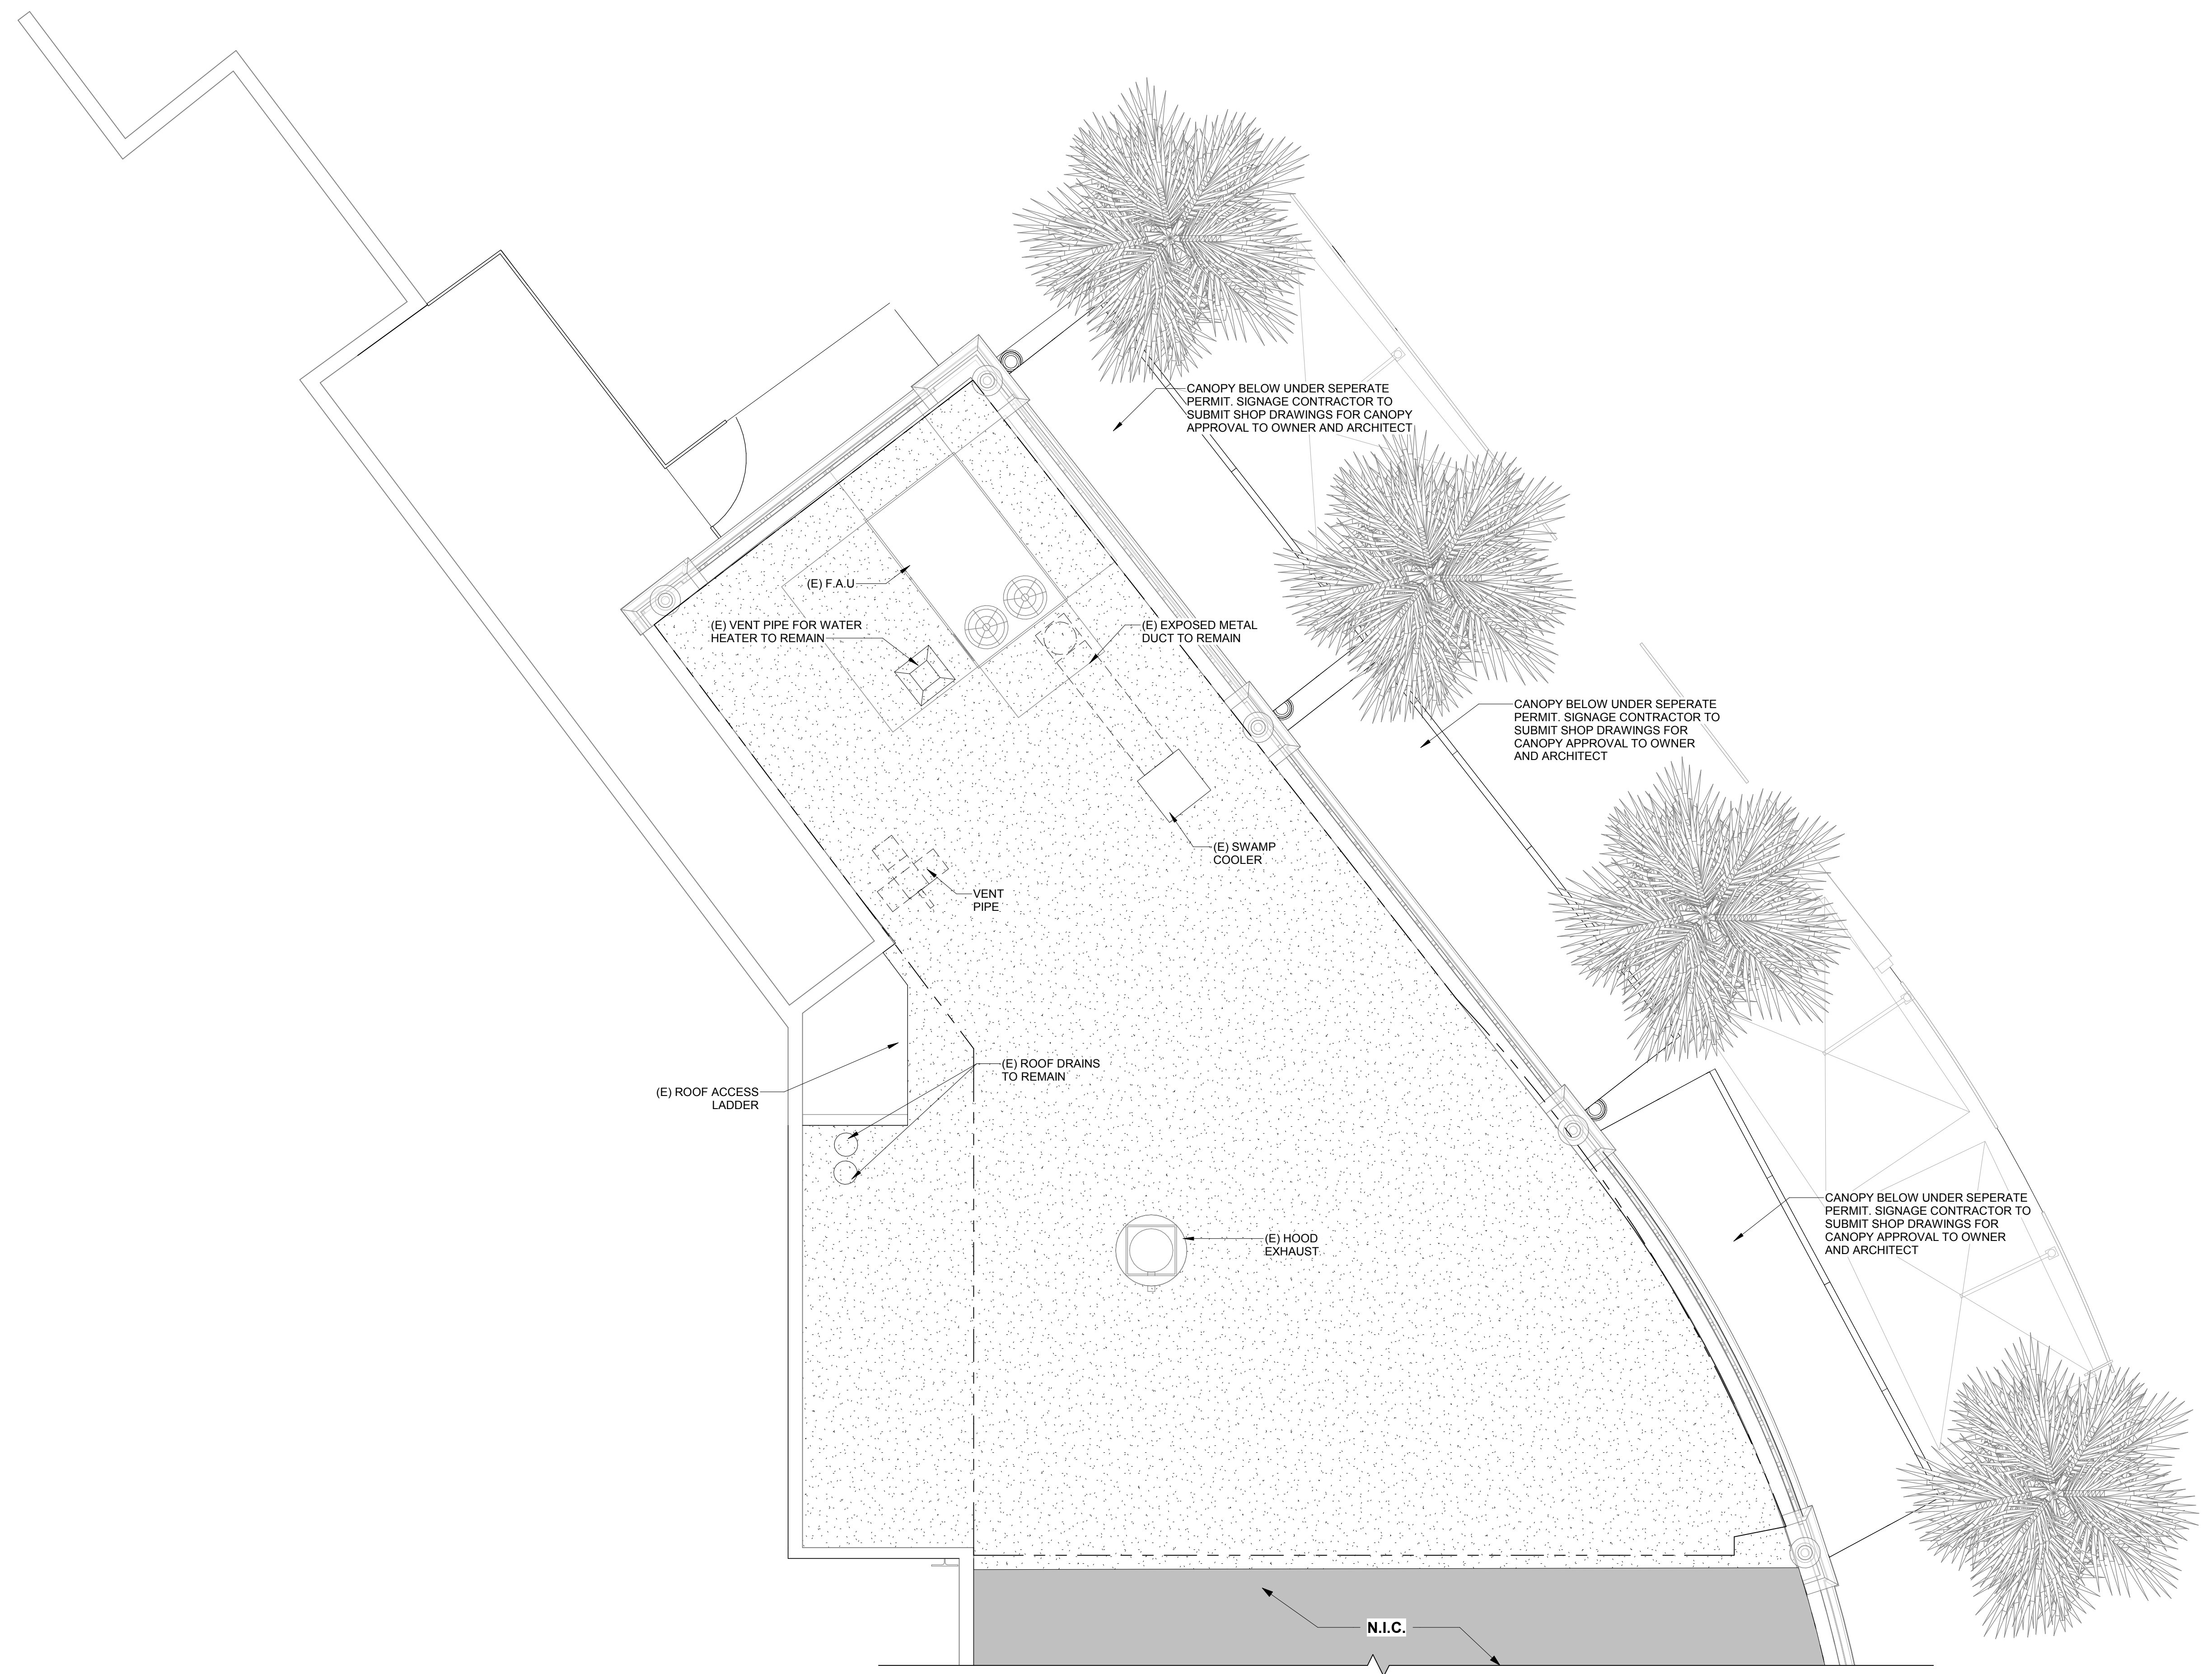 CANOPY BELOW UNDER SEPERATE
PERMIT. SIGNAGE CONTRACTOR TO
SUBMIT SHOP DRAWINGS FOR CANOPY
APPROVAL TO OWNER AND ARCHITECT
(E) F.A.U
(E) VENT PIPE FOR WATER
HEATER TO REMAIN
(E) EXPOSED METAL
DUCT TO REMAIN
CANOPY BELOW UNDER SEPERATE
PERMIT. SIGNAGE CONTRACTOR TO
SUBMIT SHOP DRAWINGS FOR
CANOPY APPROVAL TO OWNER
AND ARCHITECT
(E) SWAMP
COOLER
VENT
PIPE
(E) ROOF DRAINS
TO REMAIN
(E) ROOF ACCESS
LADDER
CANOPY BELOW UNDER SEPERATE
PERMIT. SIGNAGE CONTRACTOR TO
SUBMIT SHOP DRAWINGS FOR
CANOPY APPROVAL TO OWNER
AND ARCHITECT
(E) HOOD
EXHAUST
N.I.C.